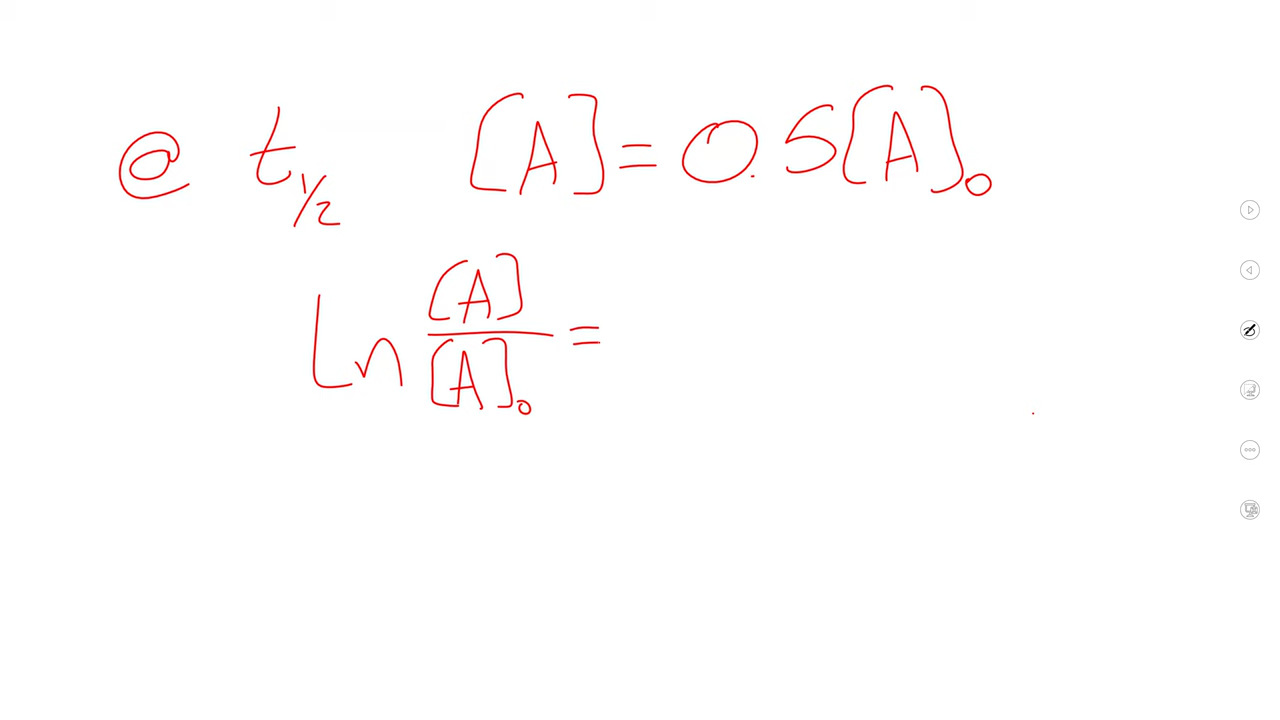 @ t₁/₂ [A] = 0.5[A]₀
Ln [A]/[A]₀ =